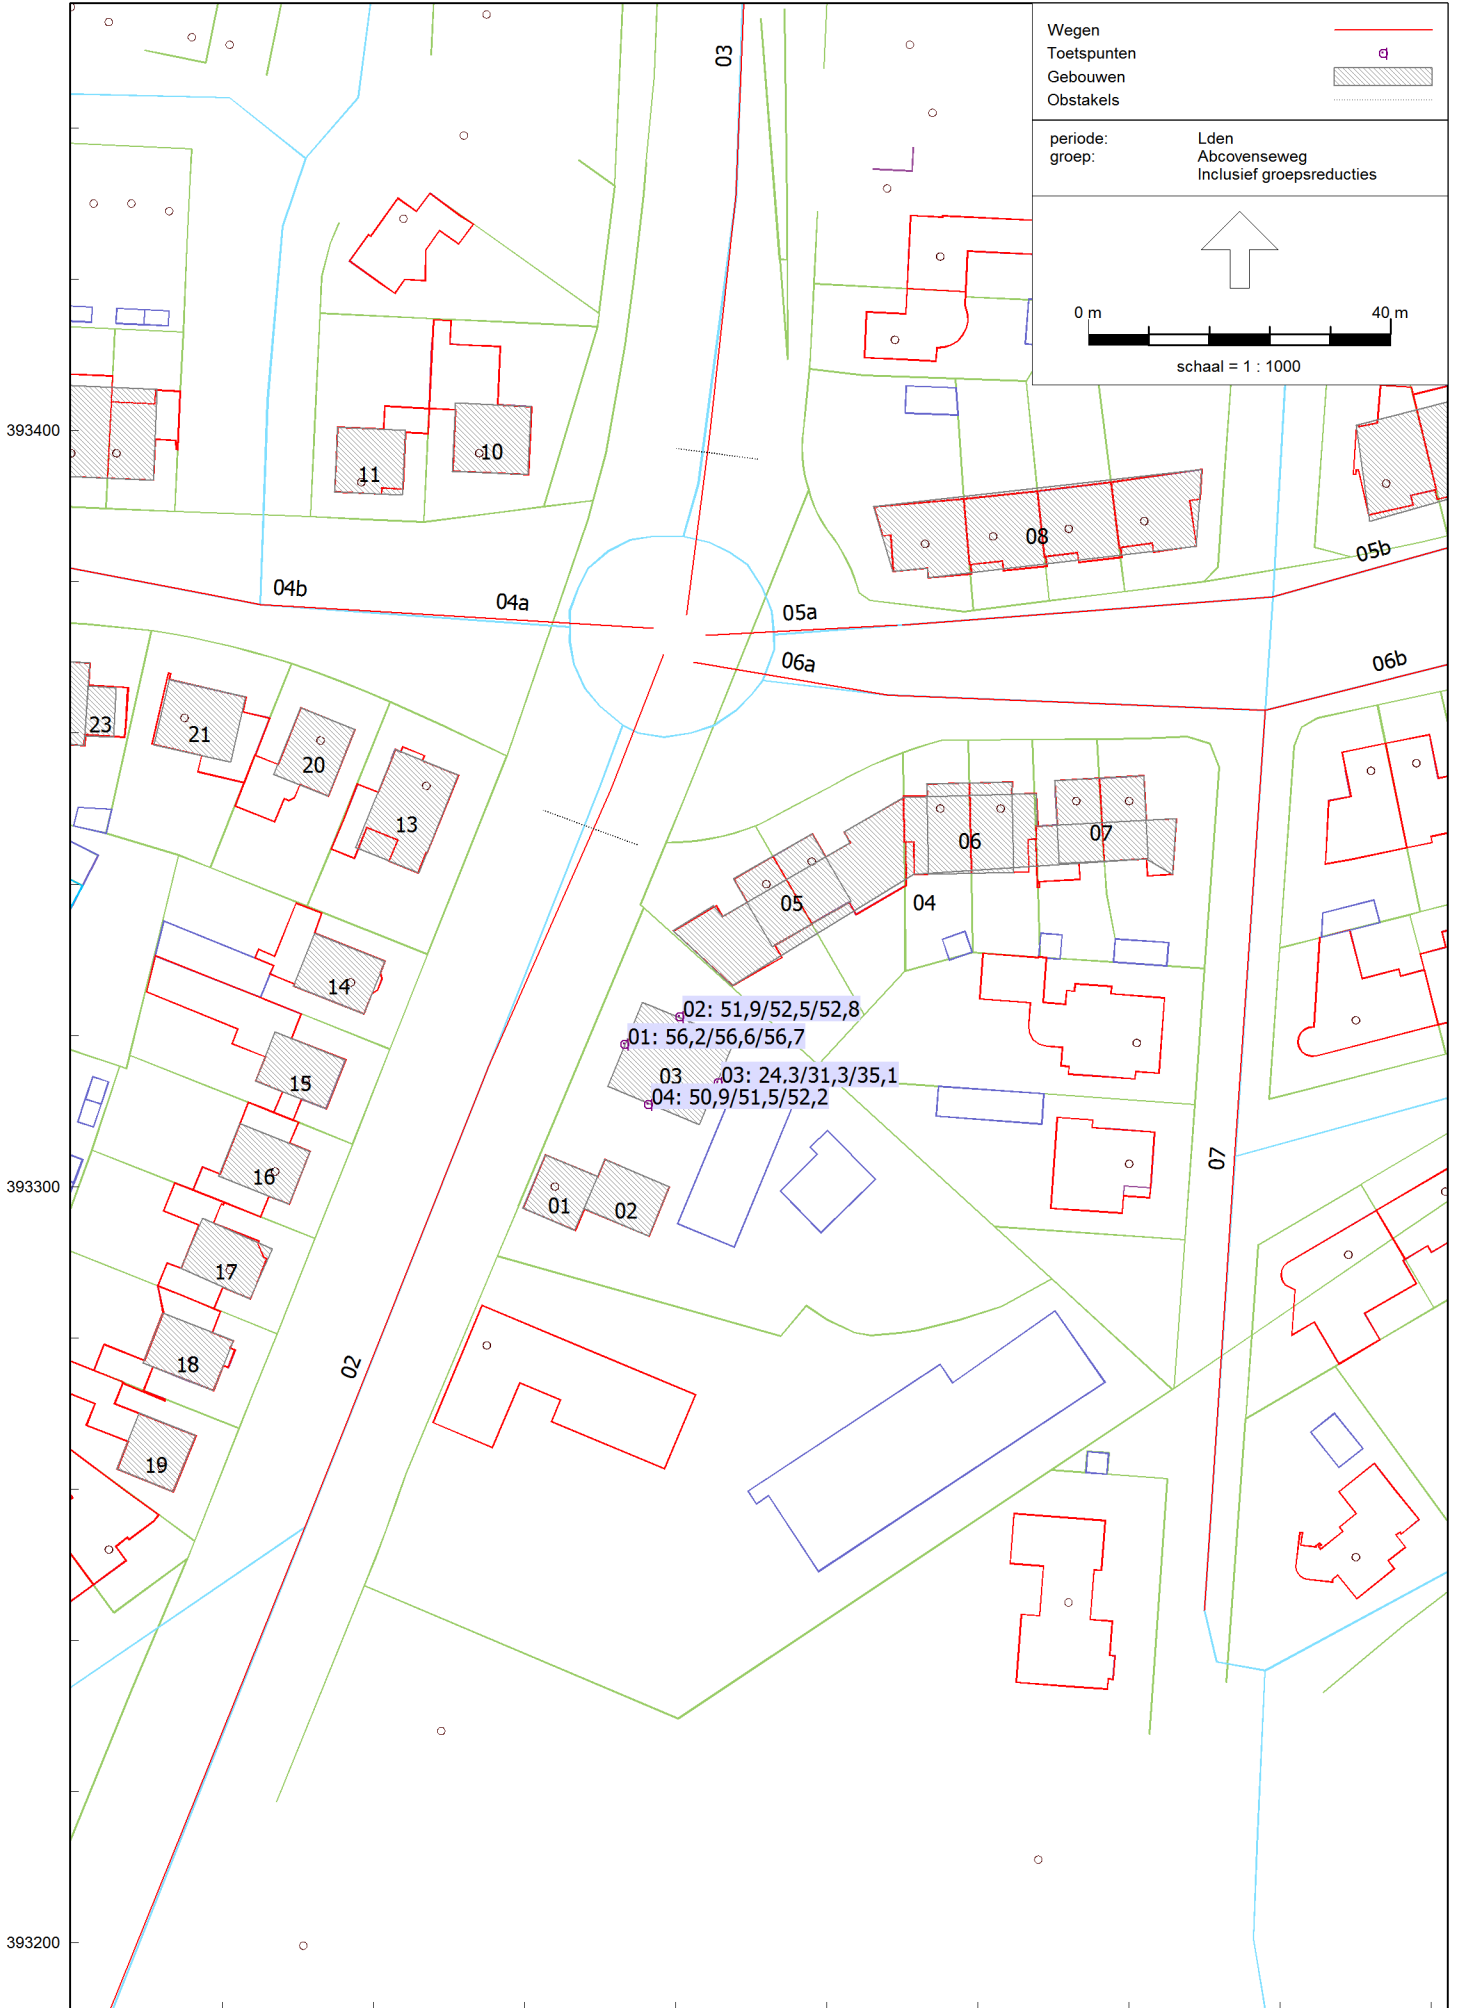 Wegen
Toetspunten
Gebouwen
Obstakels
periode: Lden
groep: Abcovenseweg
Inclusief groepsreducties
0 m 40 m
schaal = 1 : 1000
03
393400
10
11
08
05b
04b
04a
05a
06a
06b
23
21
20
13
06
07
05
04
14
02: 51,9/52,5/52,8
01: 56,2/56,6/56,7
03
03: 24,3/31,3/35,1
04: 50,9/51,5/52,2
15
16
07
393300
01
02
17
18
02
19
393200